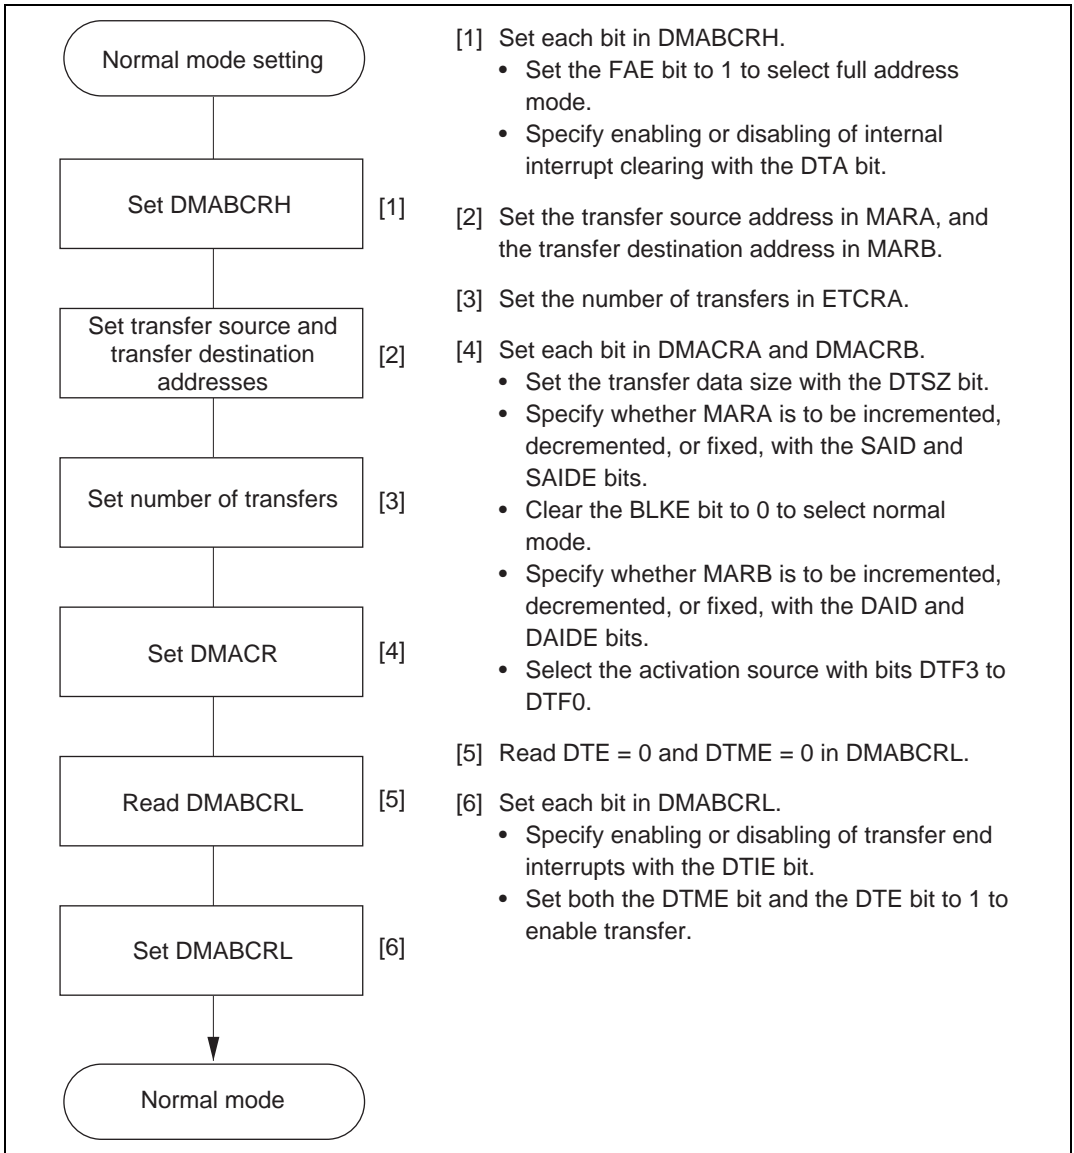 Normal mode setting
Set DMABCRH [1]
Set transfer source and
transfer destination
addresses
[2]
Set number of transfers [3]
Set DMACR [4]
Read DMABCRL [5]
Set DMABCRL [6]
Normal mode
[1] Set each bit in DMABCRH.
• Set the FAE bit to 1 to select full address
mode.
• Specify enabling or disabling of internal
interrupt clearing with the DTA bit.
[2] Set the transfer source address in MARA, and
the transfer destination address in MARB.
[3] Set the number of transfers in ETCRA.
[4] Set each bit in DMACRA and DMACRB.
• Set the transfer data size with the DTSZ bit.
• Specify whether MARA is to be incremented,
decremented, or fixed, with the SAID and
SAIDE bits.
• Clear the BLKE bit to 0 to select normal
mode.
• Specify whether MARB is to be incremented,
decremented, or fixed, with the DAID and
DAIDE bits.
• Select the activation source with bits DTF3 to
DTF0.
[5] Read DTE = 0 and DTME = 0 in DMABCRL.
[6] Set each bit in DMABCRL.
• Specify enabling or disabling of transfer end
interrupts with the DTIE bit.
• Set both the DTME bit and the DTE bit to 1 to
enable transfer.